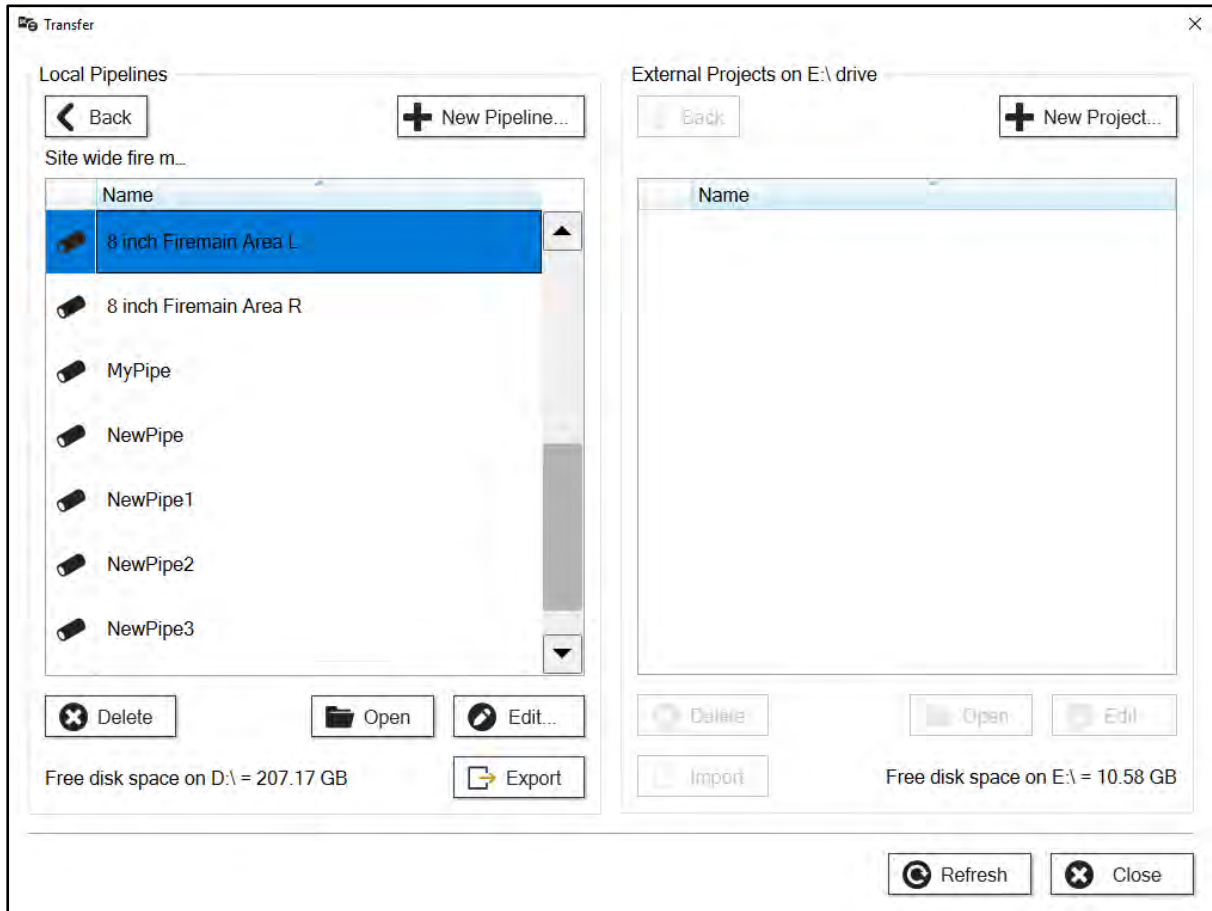 Transfer
Local Pipelines
Back
New Pipeline...
Site wide fire m...
Name
8 inch Firemain Area L
8 inch Firemain Area R
MyPipe
NewPipe
NewPipe1
NewPipe2
NewPipe3
Delete
Open
Edit...
Free disk space on D:\ = 207.17 GB
Export
External Projects on E:\ drive
Back
New Project...
Name
Delete
Open
Edit
Import
Free disk space on E:\ = 10.58 GB
Refresh
Close